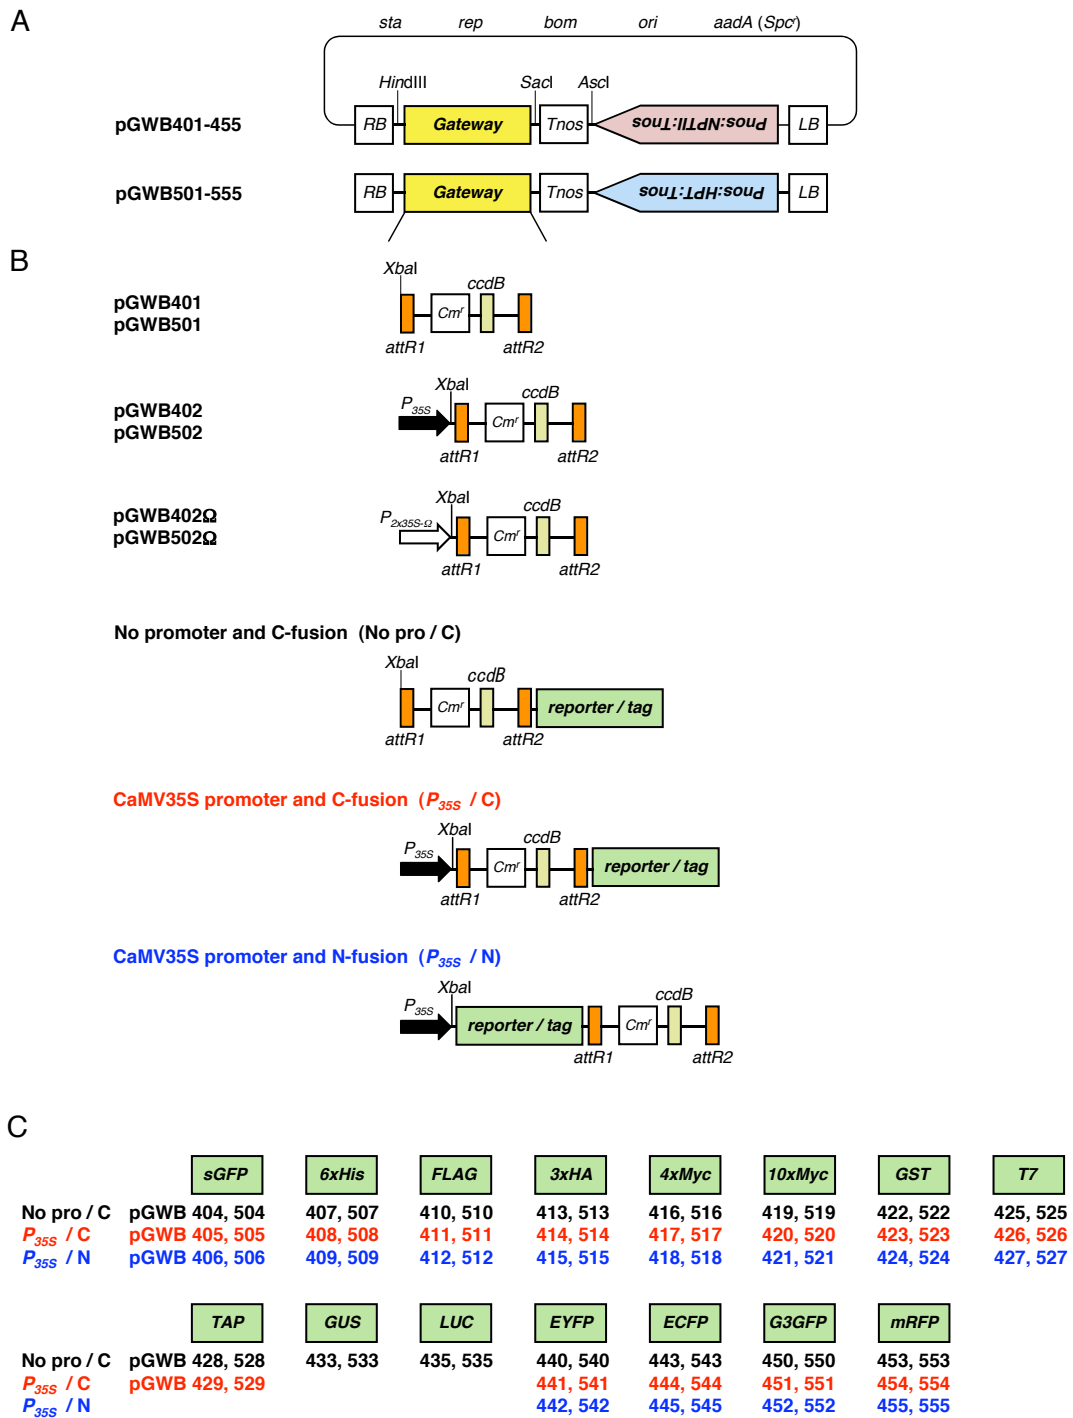 A
sta rep bom ori aadA (Spcʳ)
HindIII SacI AscI
pGWB401-455 RB Gateway Tnos Pnos:NPTII:Tnos LB
pGWB501-555 RB Gateway Tnos Pnos:HPT:Tnos LB
B
XbaI
ccdB
pGWB401
pGWB501
Cmʳ
attR1 attR2
XbaI
P35S ccdB
pGWB402
pGWB502
Cmʳ
attR1 attR2
XbaI
P2x35S-Ω ccdB
pGWB402Ω
pGWB502Ω
Cmʳ
attR1 attR2
No promoter and C-fusion (No pro / C)
XbaI
ccdB
Cmʳ reporter / tag
attR1 attR2
CaMV35S promoter and C-fusion (P35S / C)
XbaI
P35S ccdB
Cmʳ reporter / tag
attR1 attR2
CaMV35S promoter and N-fusion (P35S / N)
XbaI ccdB
P35S
reporter / tag Cmʳ
attR1 attR2
C
sGFP 6xHis FLAG 3xHA 4xMyc 10xMyc GST T7
No pro / C pGWB 404, 504 407, 507 410, 510 413, 513 416, 516 419, 519 422, 522 425, 525
P35S / C pGWB 405, 505 408, 508 411, 511 414, 514 417, 517 420, 520 423, 523 426, 526
P35S / N pGWB 406, 506 409, 509 412, 512 415, 515 418, 518 421, 521 424, 524 427, 527
TAP GUS LUC EYFP ECFP G3GFP mRFP
No pro / C pGWB 428, 528 433, 533 435, 535 440, 540 443, 543 450, 550 453, 553
P35S / C pGWB 429, 529 441, 541 444, 544 451, 551 454, 554
P35S / N 442, 542 445, 545 452, 552 455, 555